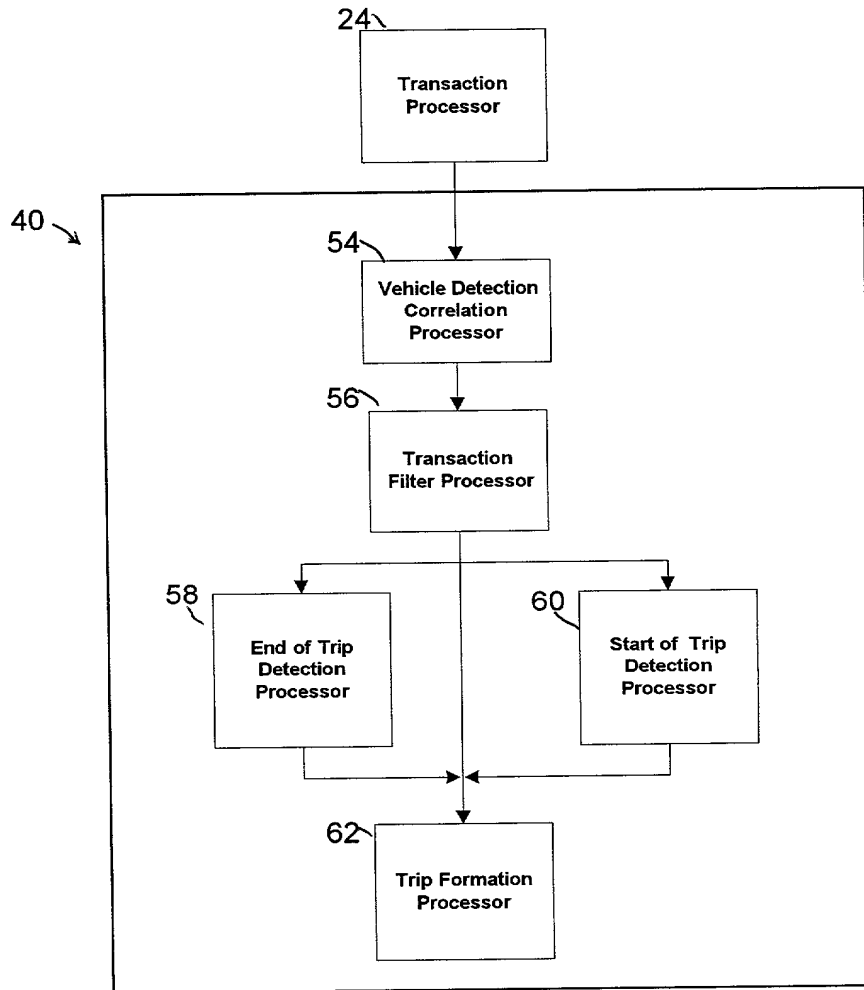 24
Transaction
Processor
40
54
Vehicle Detection
Correlation
Processor
56
Transaction
Filter Processor
58
End of Trip
Detection
Processor
60
Start of Trip
Detection
Processor
62
Trip Formation
Processor